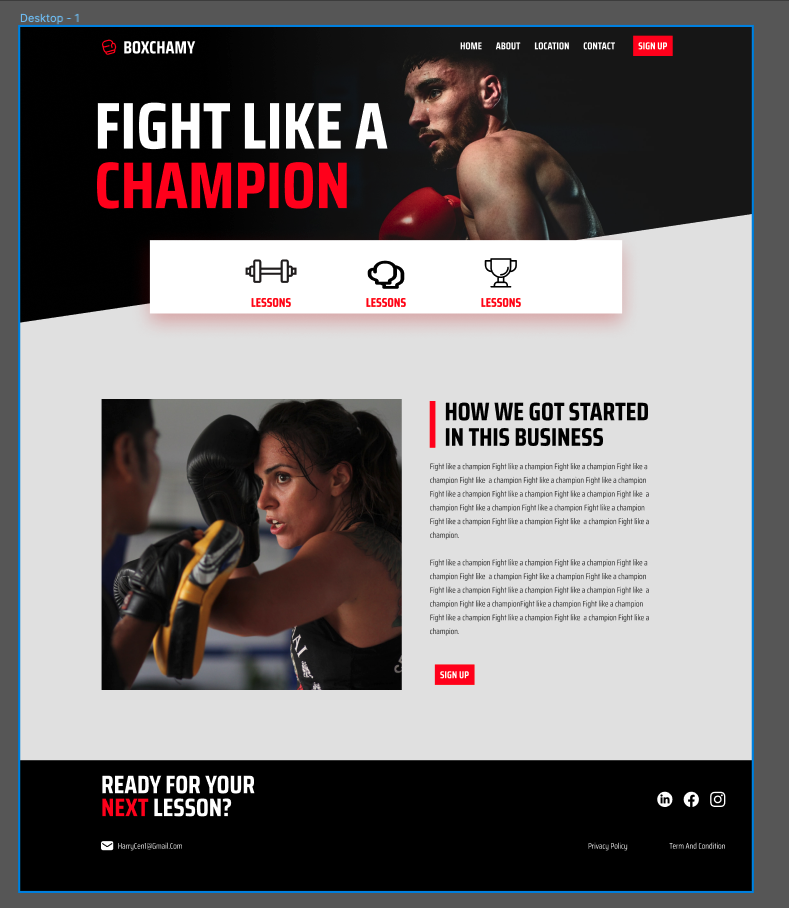 Desktop - 1
BOXCHAMY
HOME ABOUT LOCATION CONTACT SIGN UP
FIGHT LIKE A
CHAMPION
LESSONS LESSONS LESSONS
HOW WE GOT STARTED
IN THIS BUSINESS
Fight like a champion Fight like a champion Fight like a champion Fight like a
champion Fight like a champion Fight like a champion Fight like a champion
Fight like a champion Fight like a champion Fight like a champion Fight like a
champion Fight like a champion Fight like a champion Fight like a champion
Fight like a champion Fight like a champion Fight like a champion Fight like a
champion.
Fight like a champion Fight like a champion Fight like a champion Fight like a
champion Fight like a champion Fight like a champion Fight like a champion
Fight like a champion Fight like a champion Fight like a champion Fight like a
champion Fight like a championFight like a champion Fight like a champion
Fight like a champion Fight like a champion Fight like a champion Fight like a
champion.
SIGN UP
READY FOR YOUR
NEXT LESSON?
in
HarryCen1@Gmail.Com Privacy Policy Term And Condition